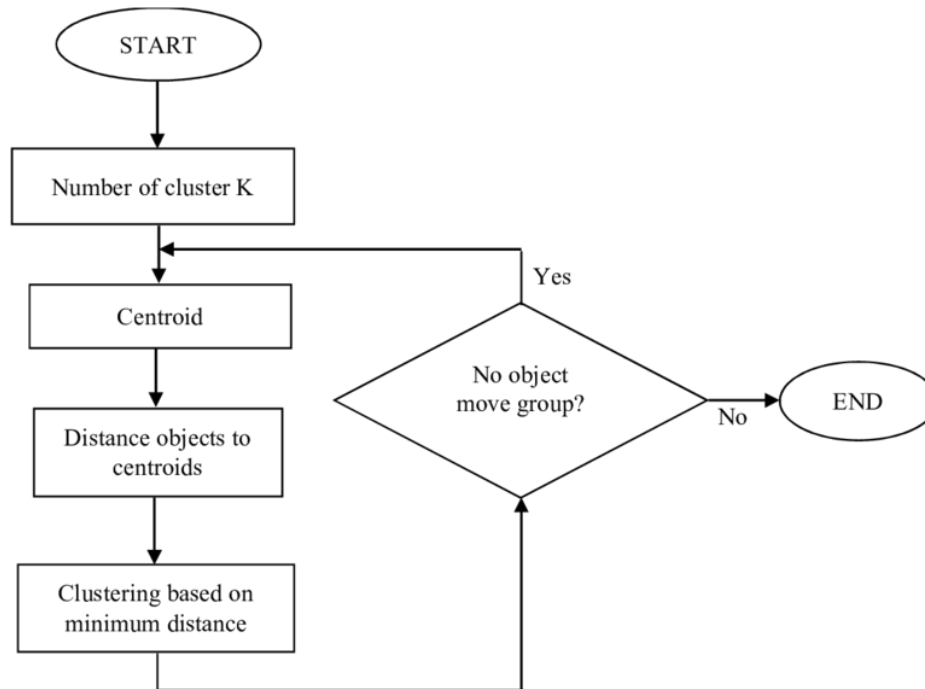 START
Number of cluster K
Centroid
Distance objects to
centroids
Clustering based on
minimum distance
No object
move group?
Yes
No
END